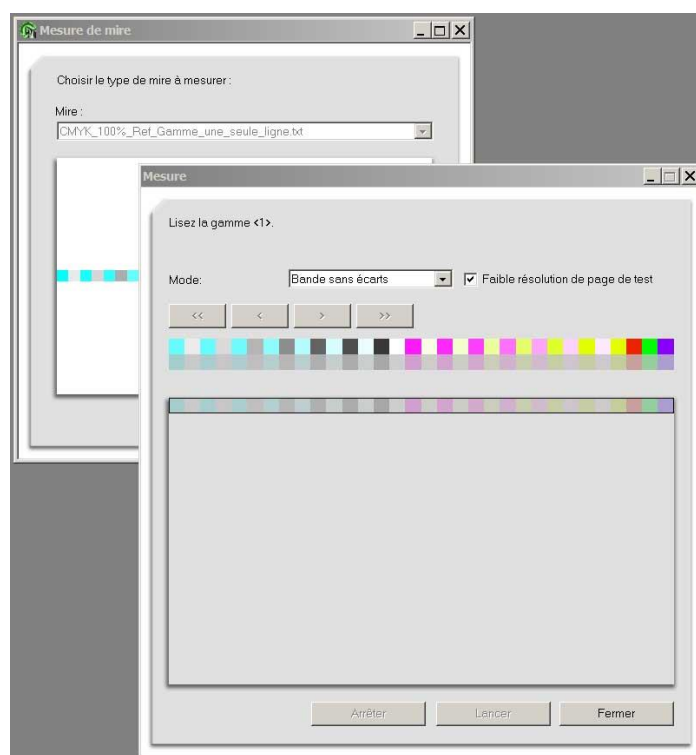 Mesure de mire
Choisir le type de mire à mesurer :
Mire :
CMYK_100%_Ref_Gamme_une_seule_ligne.txt
Mesure
Lisez la gamme <1>.
Mode:
Bande sans écarts
Faible résolution de page de test
<< < > >>
Arrêter Lancer Fermer